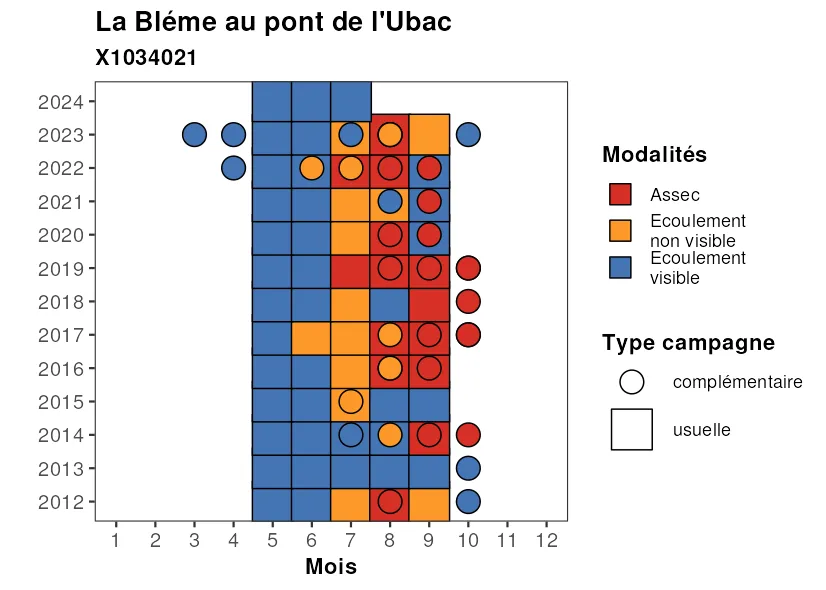 La Bléme au pont de l'Ubac
X1034021
2024
2023
2022
2021
2020
2019
2018
2017
2016
2015
2014
2013
2012
1 2 3 4 5 6 7 8 9 10 11 12
Mois
Modalités
Assec
Ecoulement
non visible
Ecoulement
visible
Type campagne
complémentaire
usuelle